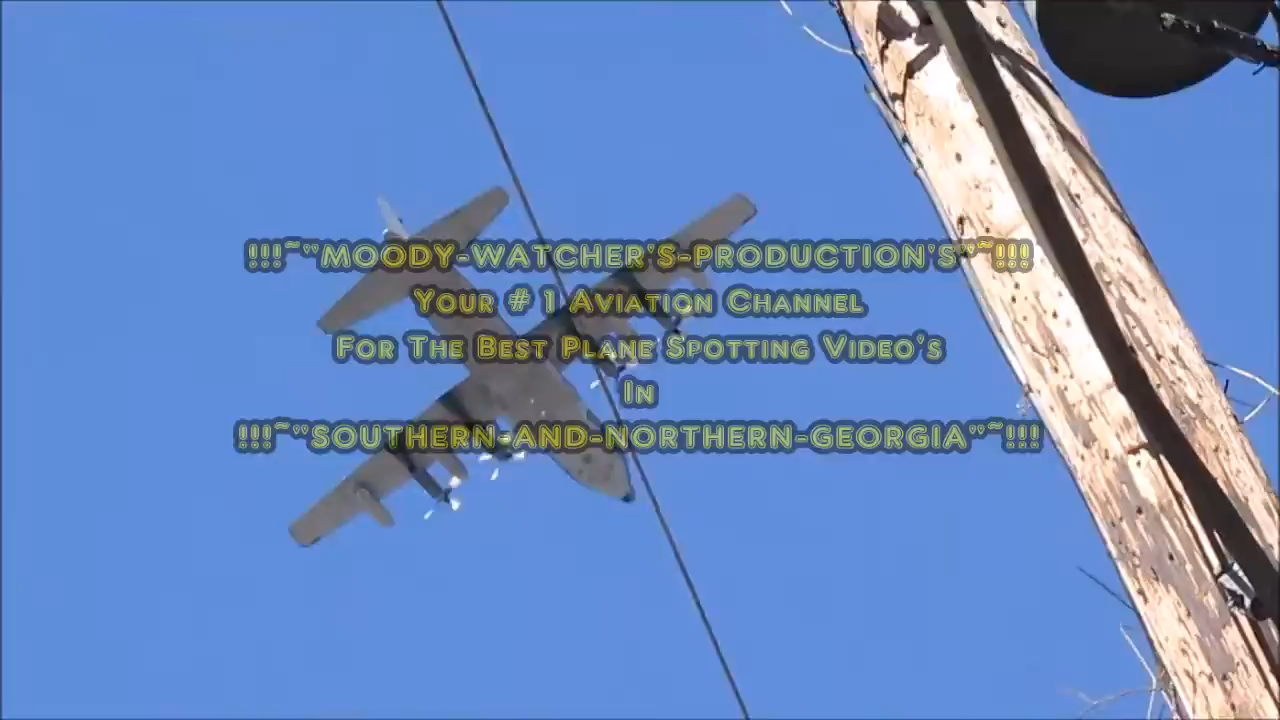 !!!~"MOODY-WATCHER'S-PRODUCTION'S"~!!!
Your # 1 Aviation Channel
For The Best Plane Spotting Video's
In
!!!~"SOUTHERN-AND-NORTHERN-GEORGIA"~!!!